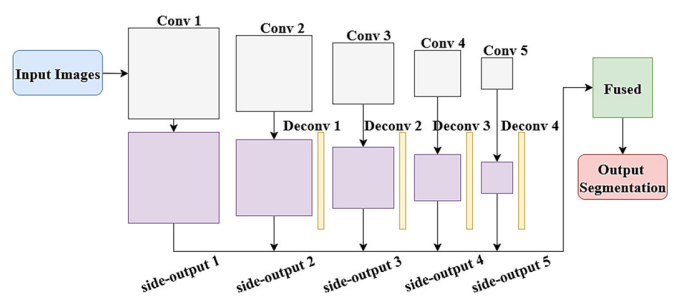 Conv 1
Conv 2
Conv 3
Conv 4
Conv 5
Input Images
Fused
Deconv 1
Deconv 2
Deconv 3
Deconv 4
Output
Segmentation
side-output 1
side-output 2
side-output 3
side-output 4
side-output 5